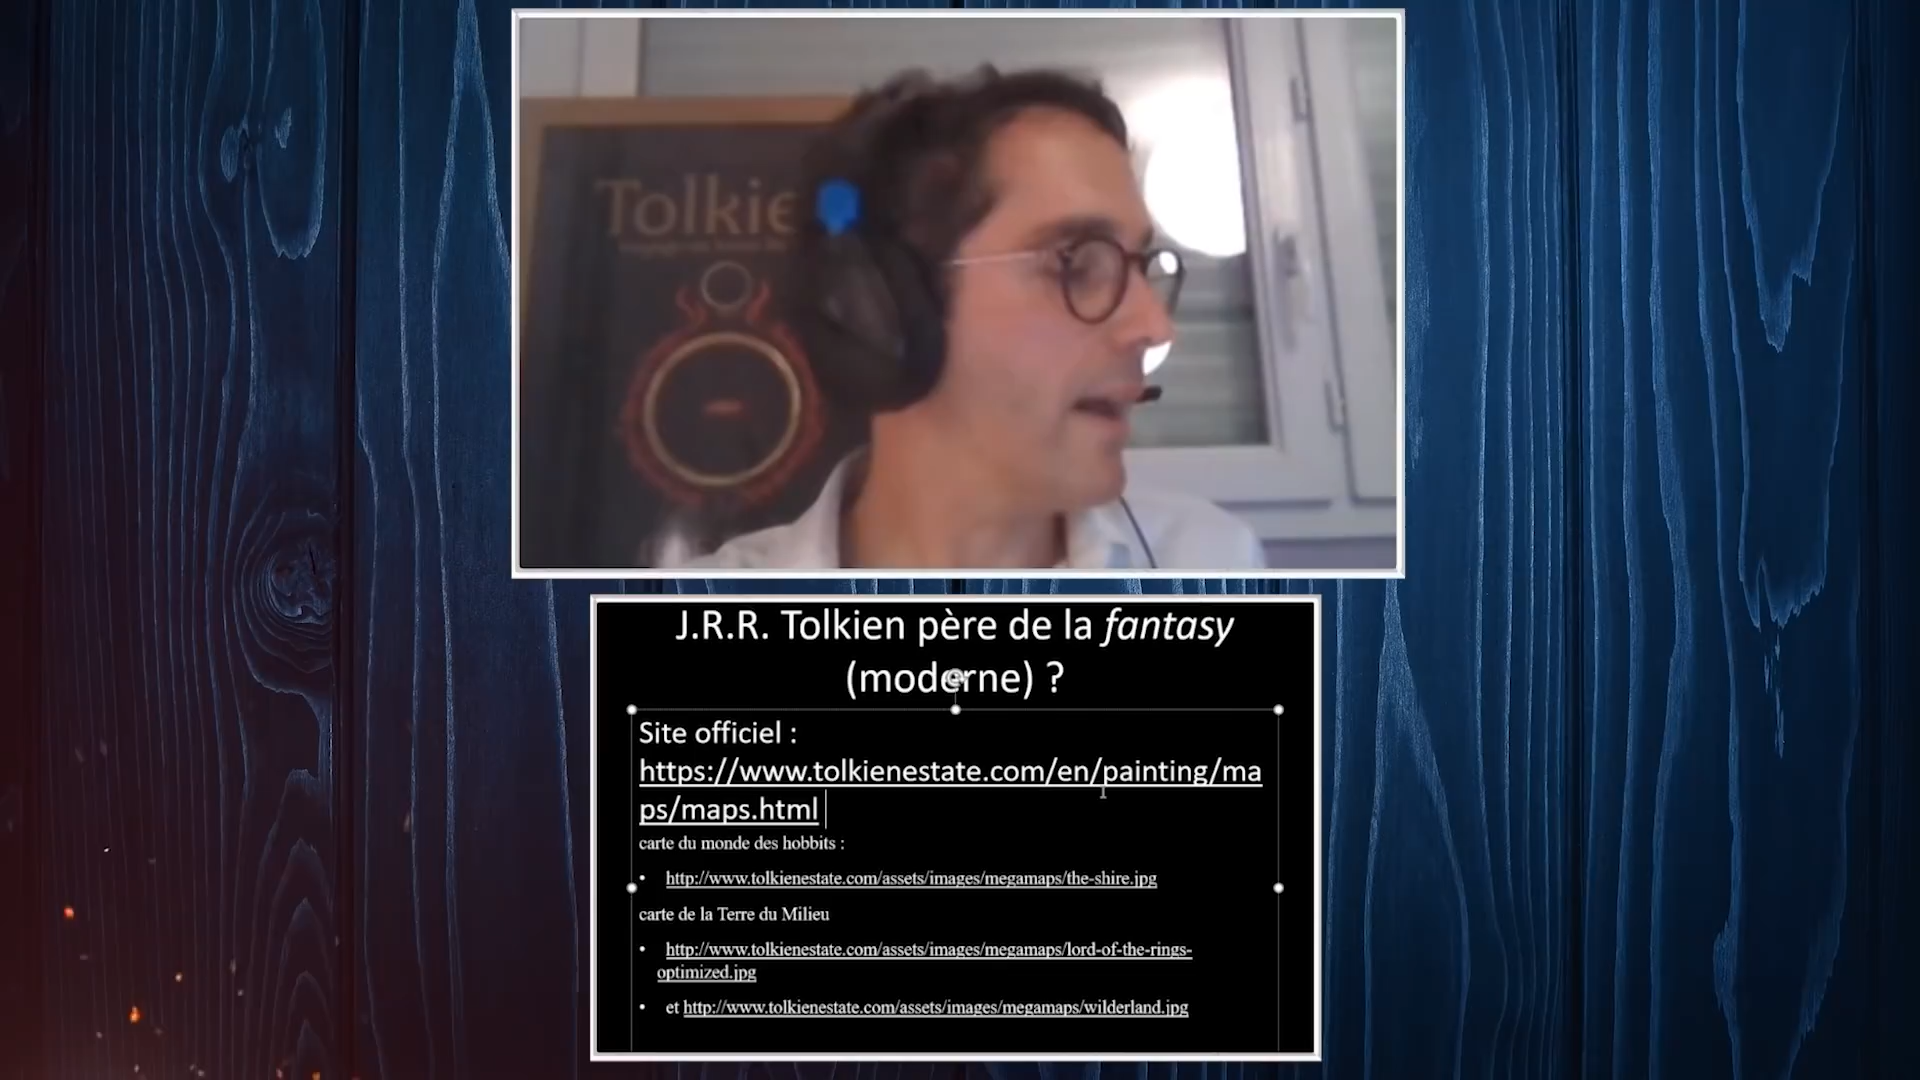 Tolkie
J.R.R. Tolkien père de la fantasy
(moderne) ?
Site officiel :
https://www.tolkienestate.com/en/painting/ma
ps/maps.html
carte du monde des hobbits :
• http://www.tolkienestate.com/assets/images/megamaps/the-shire.jpg
carte de la Terre du Milieu
• http://www.tolkienestate.com/assets/images/megamaps/lord-of-the-rings-
optimized.jpg
• et http://www.tolkienestate.com/assets/images/megamaps/wilderland.jpg